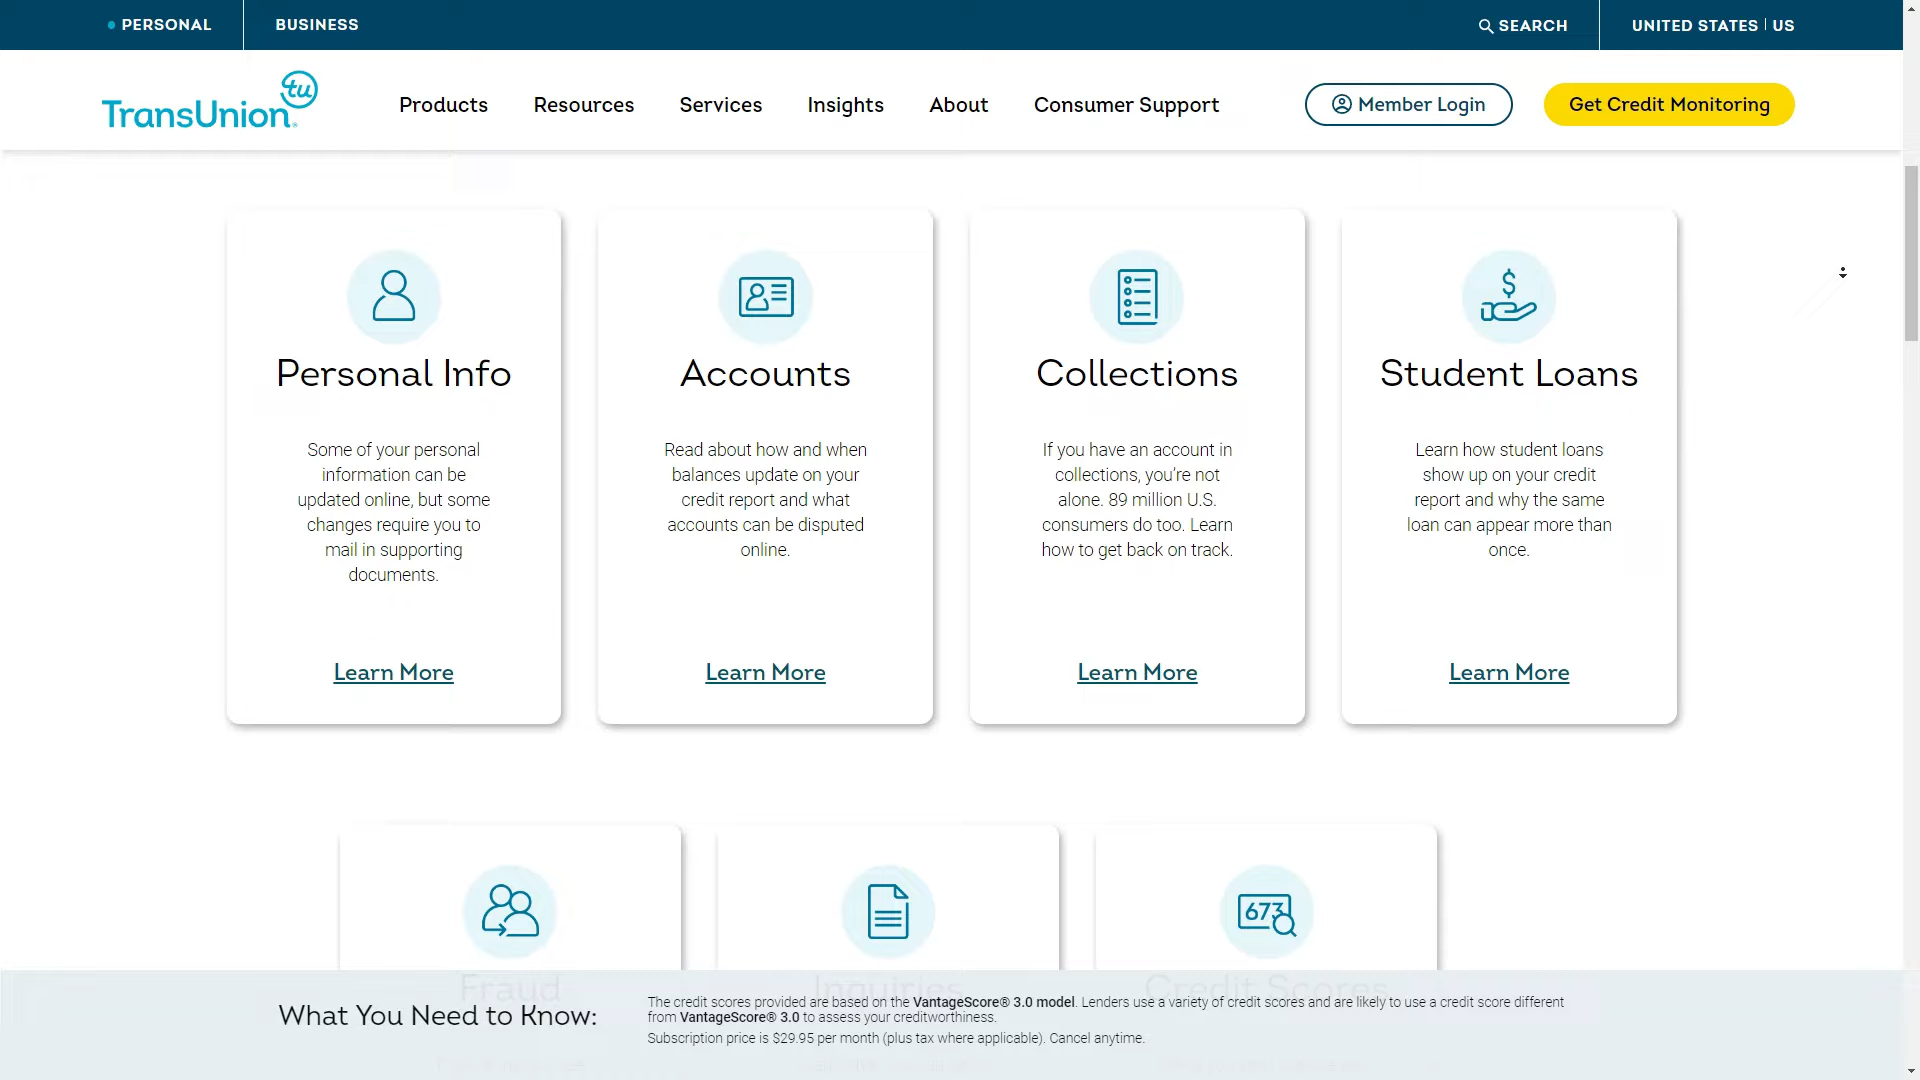 PERSONAL
BUSINESS
SEARCH
UNITED STATES | US
TransUnion
tu
Products
Resources
Services
Insights
About
Consumer Support
Member Login
Get Credit Monitoring
Personal Info
Some of your personal
information can be
updated online, but some
changes require you to
mail in supporting
documents.
Learn More
Accounts
Read about how and when
balances update on your
credit report and what
accounts can be disputed
online.
Learn More
Collections
If you have an account in
collections, you’re not
alone. 89 million U.S.
consumers do too. Learn
how to get back on track.
Learn More
Student Loans
Learn how student loans
show up on your credit
report and why the same
loan can appear more than
once.
Learn More
673
Fraud
Inquiries
Credit Scores
What You Need to Know:
The credit scores provided are based on the VantageScore® 3.0 model. Lenders use a variety of credit scores and are likely to use a credit score different
from VantageScore® 3.0 to assess your creditworthiness.
Subscription price is $29.95 per month (plus tax where applicable). Cancel anytime.